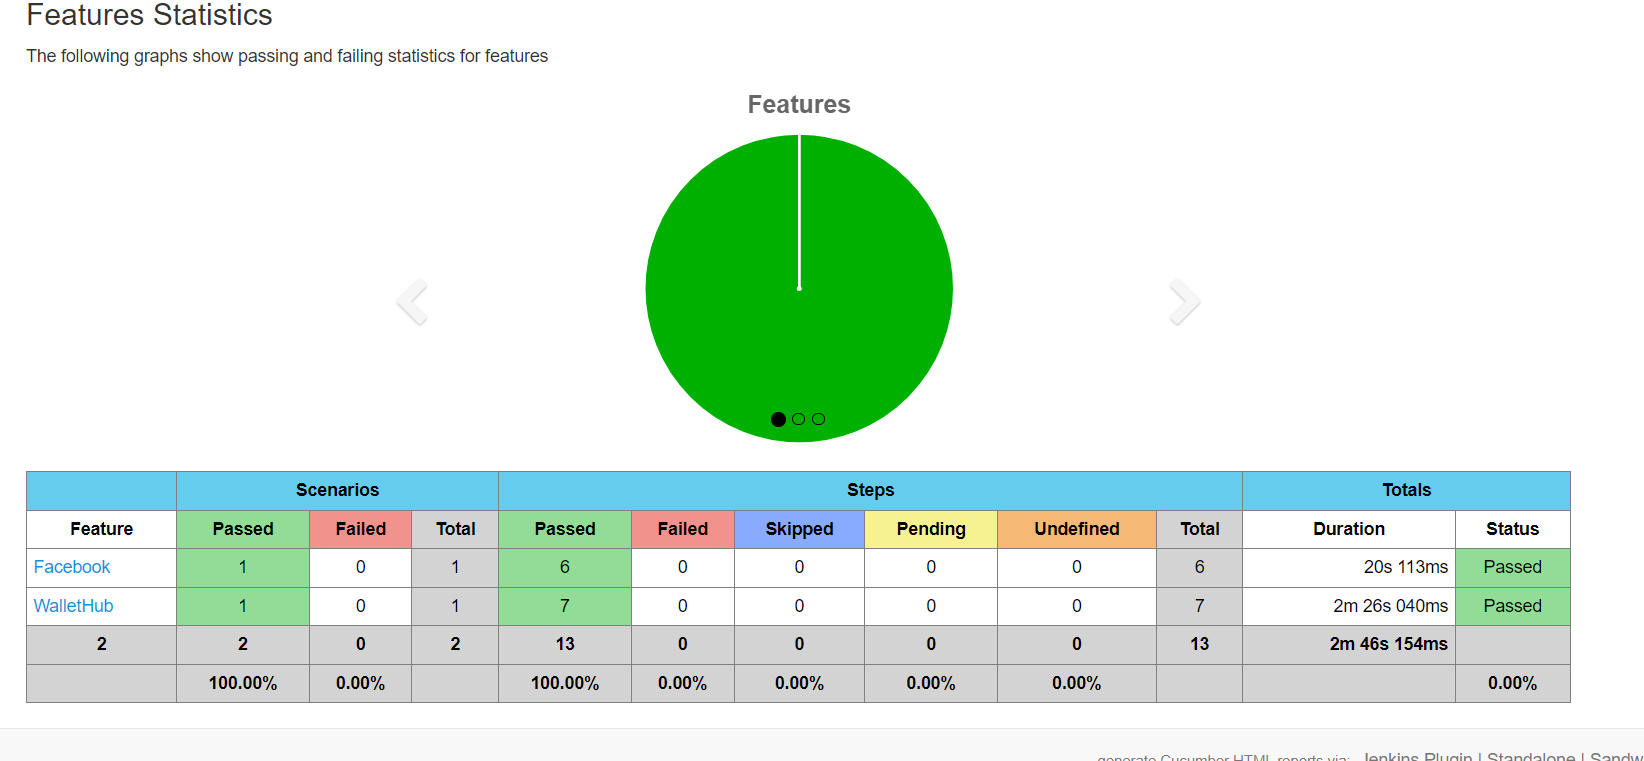 Features Statistics
The following graphs show passing and failing statistics for features
Features
Scenarios Steps Totals
Feature Passed Failed Total Passed Failed Skipped Pending Undefined Total Duration Status
Facebook 1 0 1 6 0 0 0 0 6 20s 113ms Passed
WalletHub 1 0 1 7 0 0 0 0 7 2m 26s 040ms Passed
2 2 0 2 13 0 0 0 0 13 2m 46s 154ms
100.00% 0.00% 100.00% 0.00% 0.00% 0.00% 0.00% 0.00%
generate Cucumber HTML reports via: Jenkins Plugin | Standalone | Sandw